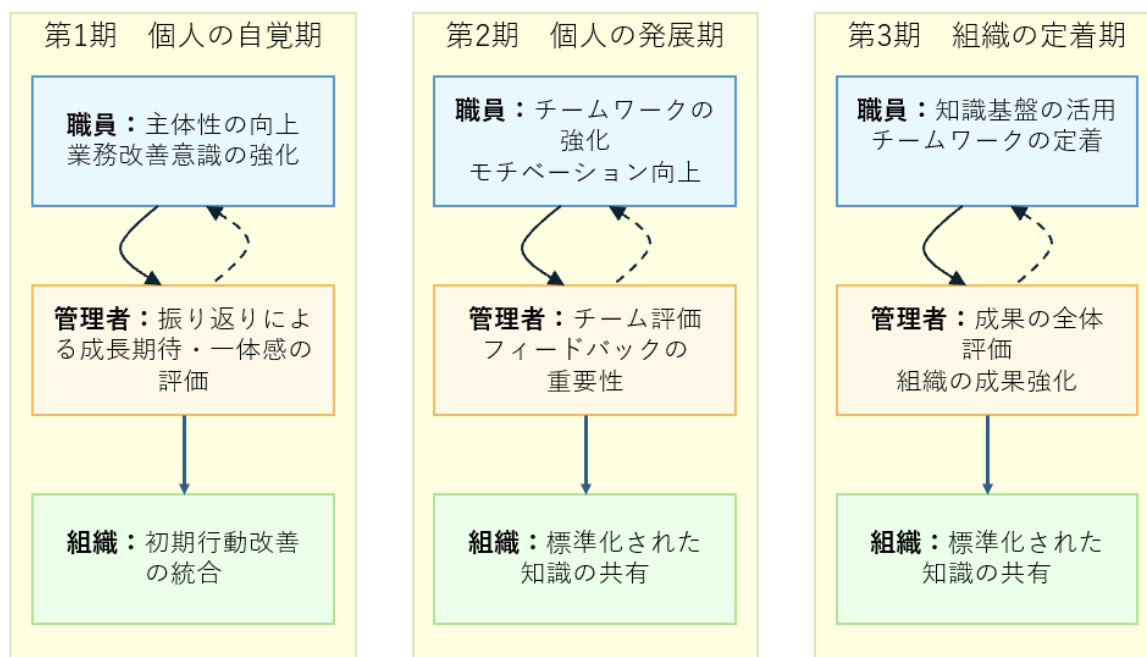 第1期　個人の自覚期
職員：主体性の向上
業務改善意識の強化
管理者：振り返りによ
る成長期待・一体感の
評価
組織：初期行動改善
の統合
第2期　個人の発展期
職員：チームワークの
強化
モチベーション向上
管理者：チーム評価
フィードバックの
重要性
組織：標準化された
知識の共有
第3期　組織の定着期
職員：知識基盤の活用
チームワークの定着
管理者：成果の全体
評価
組織の成果強化
組織：標準化された
知識の共有